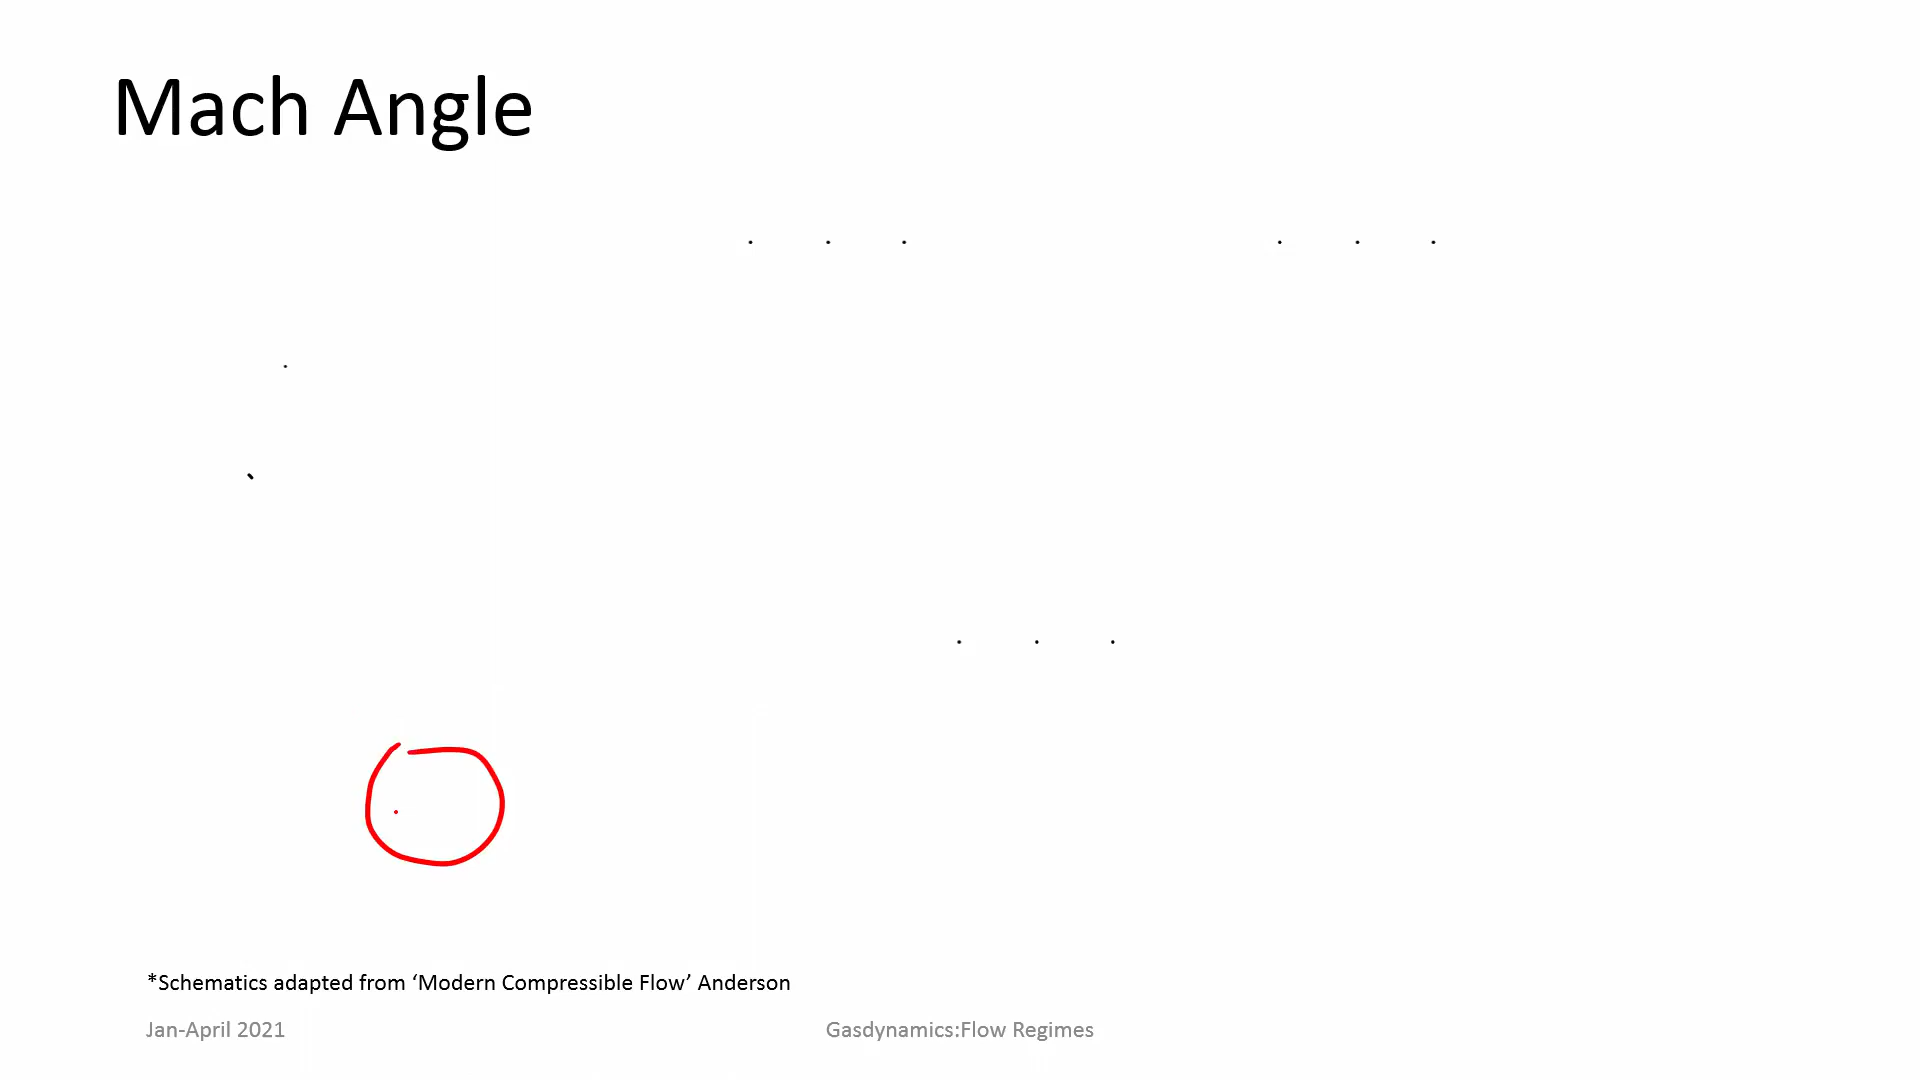 Mach Angle
*Schematics adapted from ‘Modern Compressible Flow’ Anderson
Jan-April 2021
Gasdynamics:Flow Regimes